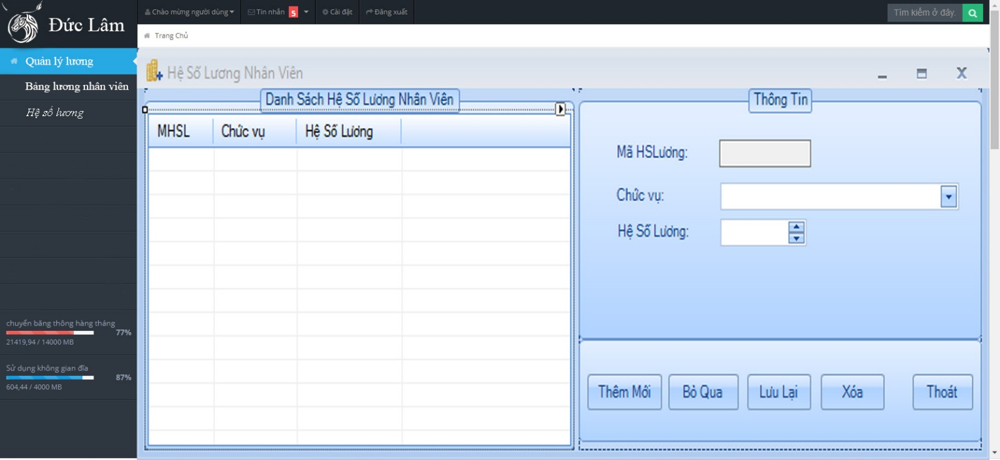 Đức Lâm
Chào mừng người dùng
Tin nhắn 5
Cài đặt
Đăng xuất
Tìm kiếm ở đây.
Trang Chủ
Quản lý lương
Bảng lương nhân viên
Hệ số lương
chuyển băng thông hàng tháng
77%
21419,94 / 14000 MB
Sử dụng không gian đĩa
87%
604,44 / 4000 MB
Hệ Số Lương Nhân Viên
X
Danh Sách Hệ Số Lương Nhân Viên
MHSL Chức vụ Hệ Số Lương
Thông Tin
Mã HSLương:
Chức vụ:
Hệ Số Lương:
Thêm Mới Bỏ Qua Lưu Lại Xóa Thoát